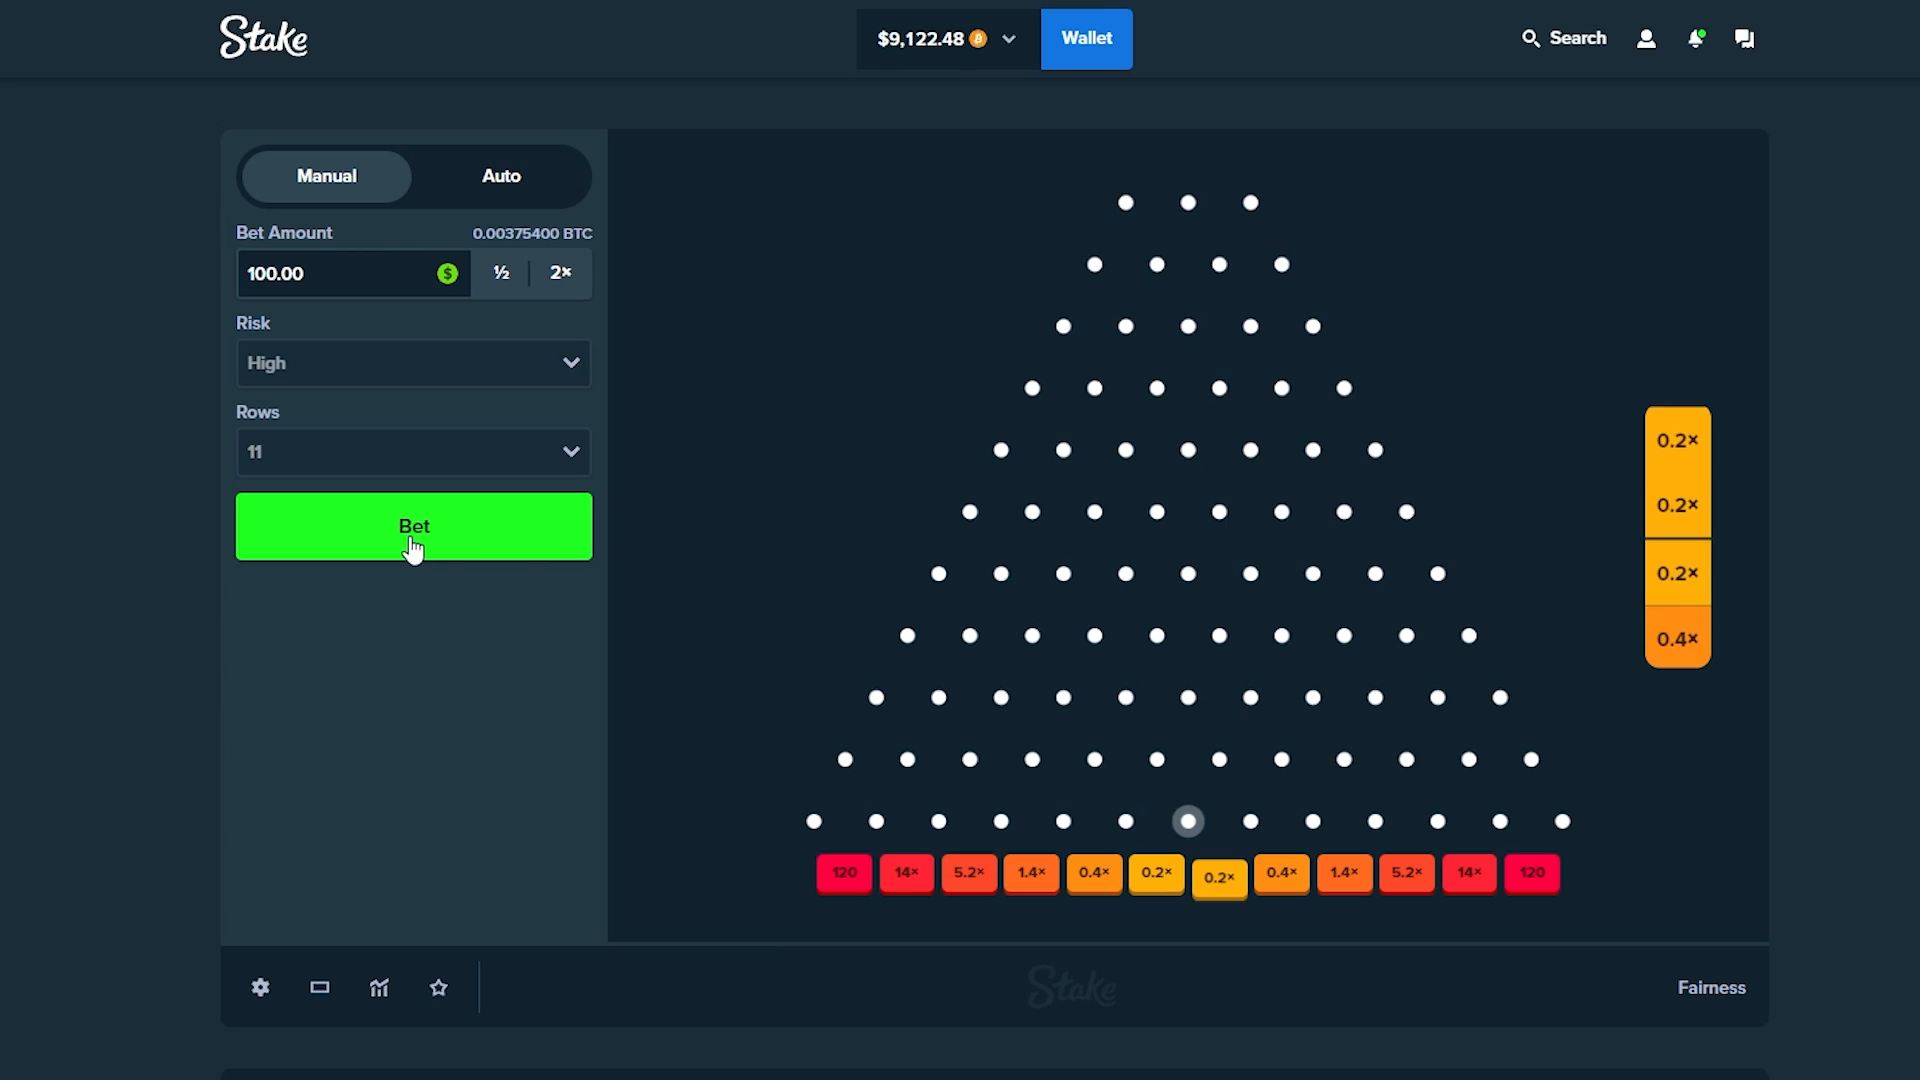 Stake
$9,122.48
Wallet
Search
Manual
Auto
Bet Amount
0.00375400 BTC
100.00
$
½
2×
Risk
High
Rows
11
Bet
0.2×
0.2×
0.2×
0.4×
120 14× 5.2× 1.4× 0.4× 0.2× 0.2× 0.4× 1.4× 5.2× 14× 120
Stake
Fairness